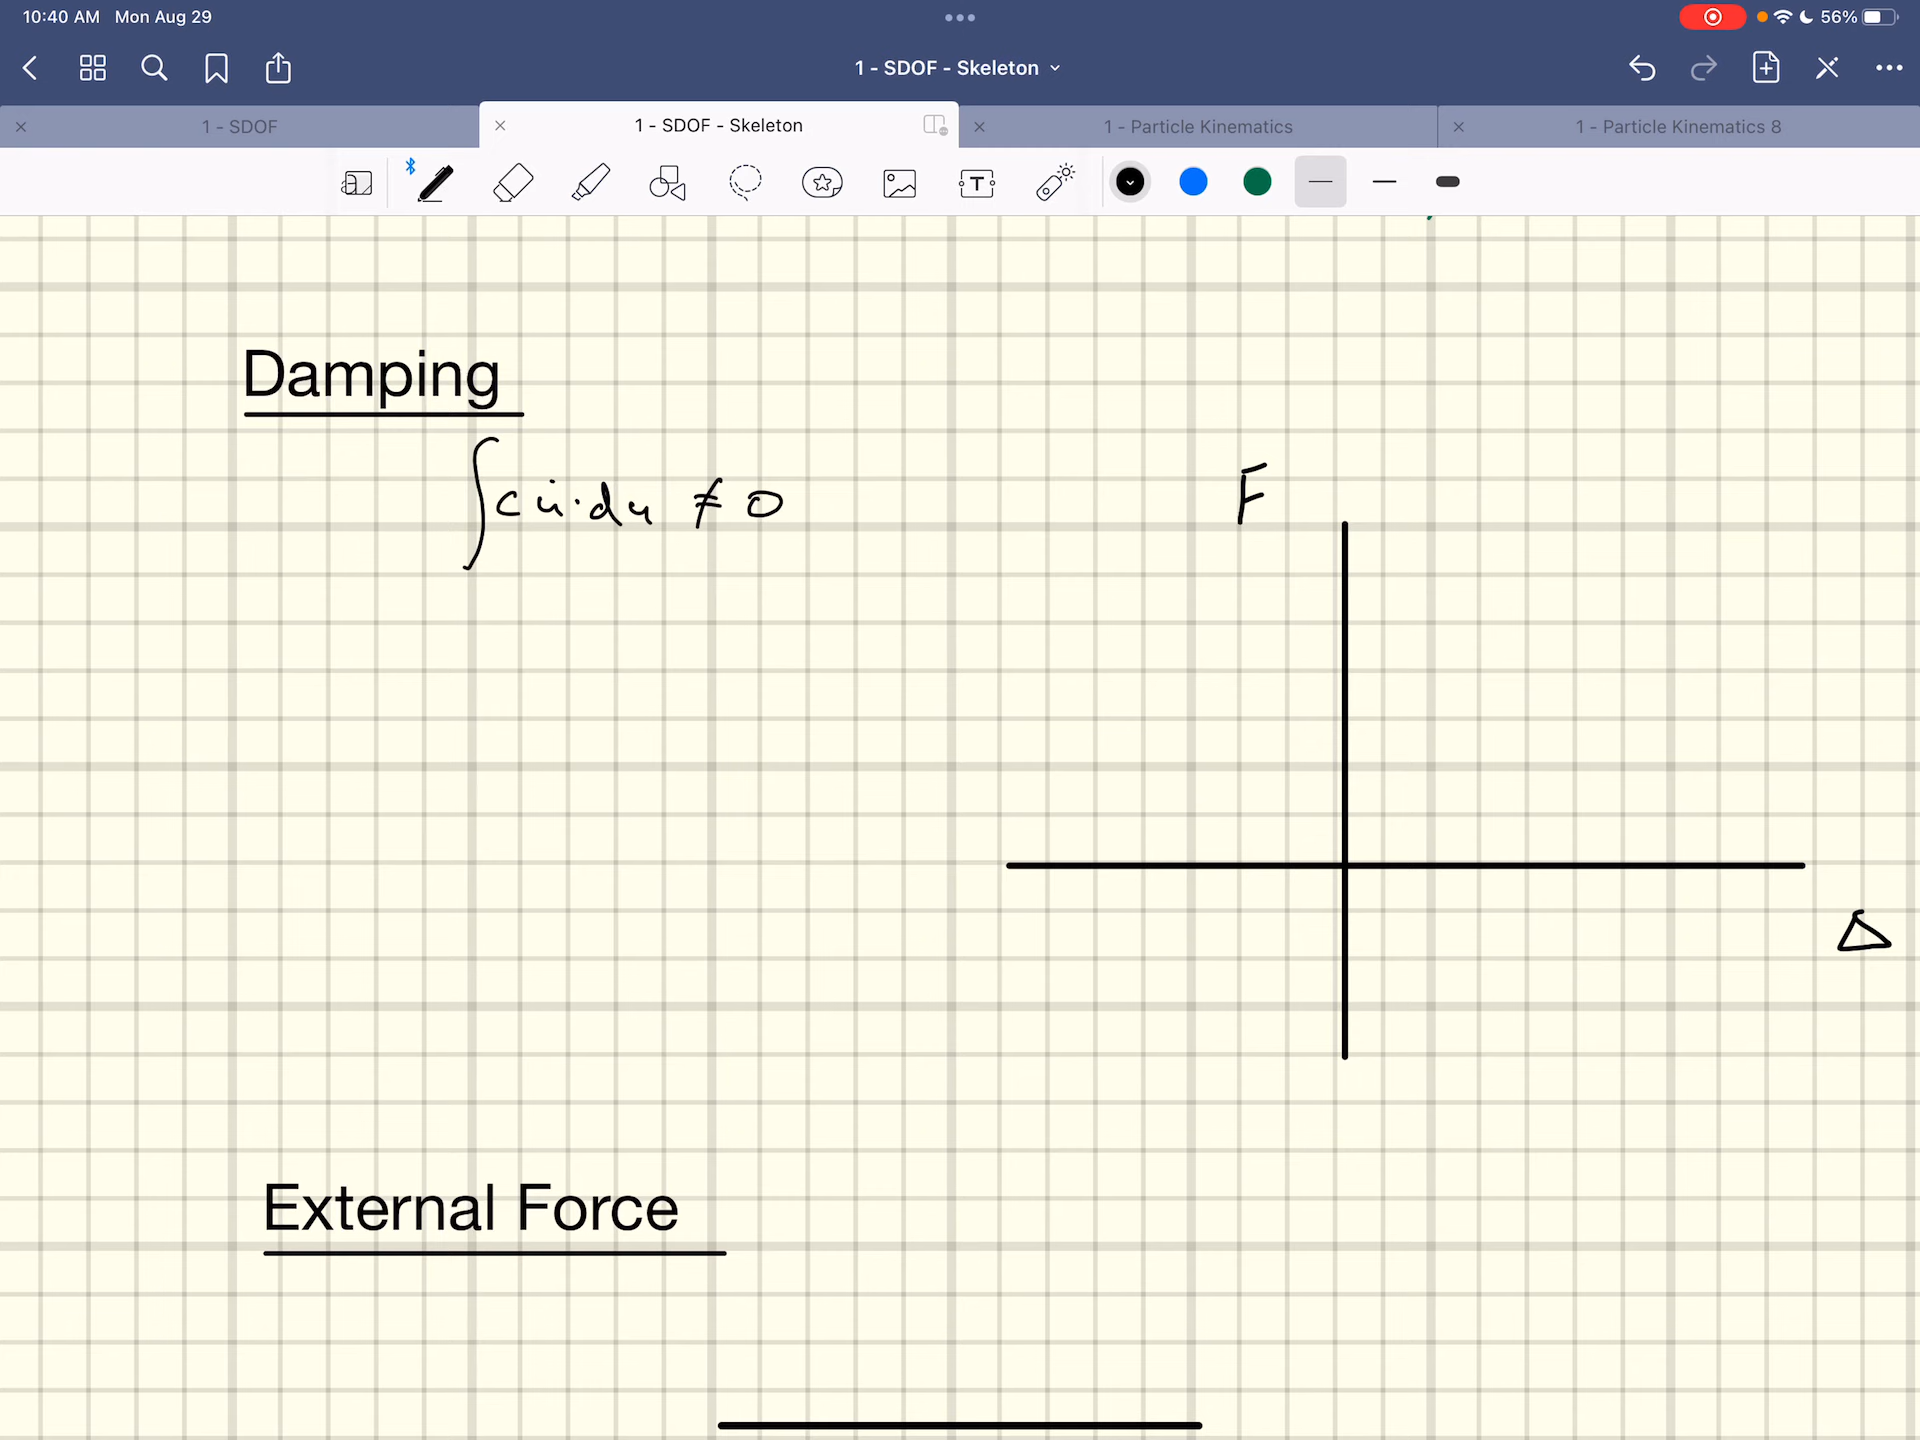 10:40 AM Mon Aug 29
56%
1 - SDOF - Skeleton
1 - SDOF
1 - SDOF - Skeleton
1 - Particle Kinematics
1 - Particle Kinematics 8
Damping
∫cu̇·du ≠ 0
F
Δ
External Force